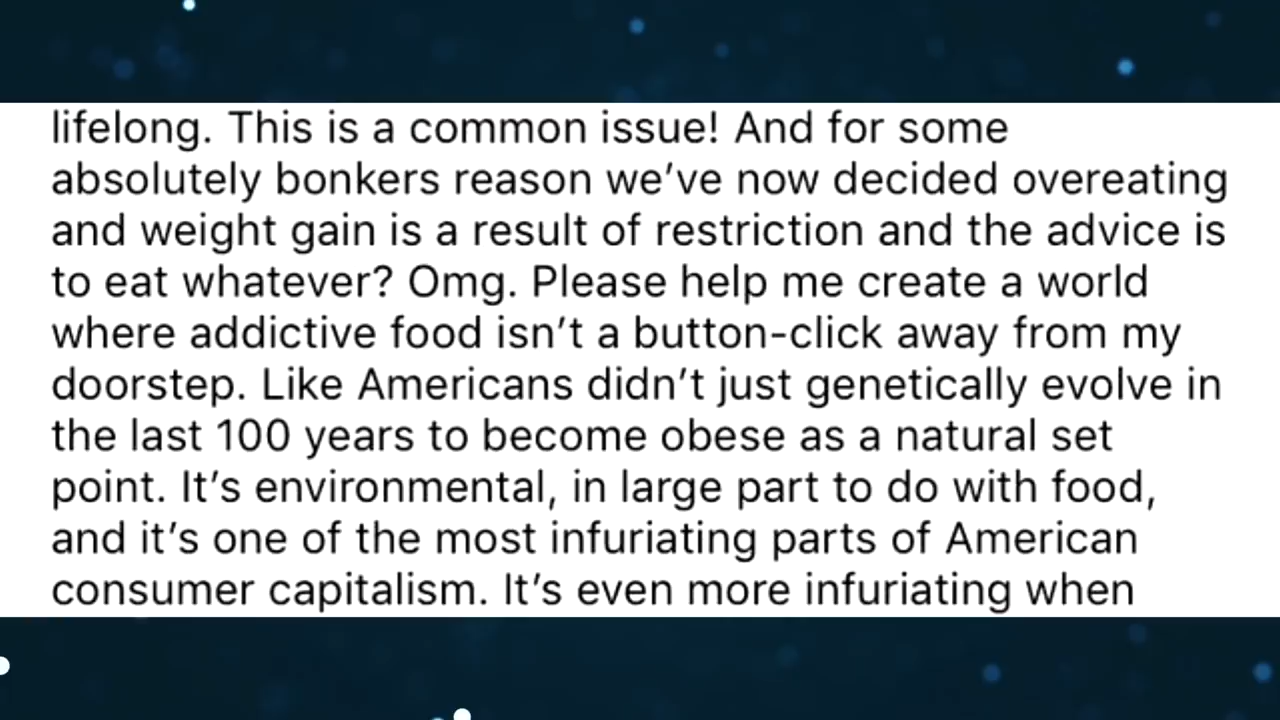 lifelong. This is a common issue! And for some
absolutely bonkers reason we’ve now decided overeating
and weight gain is a result of restriction and the advice is
to eat whatever? Omg. Please help me create a world
where addictive food isn’t a button-click away from my
doorstep. Like Americans didn’t just genetically evolve in
the last 100 years to become obese as a natural set
point. It’s environmental, in large part to do with food,
and it’s one of the most infuriating parts of American
consumer capitalism. It’s even more infuriating when